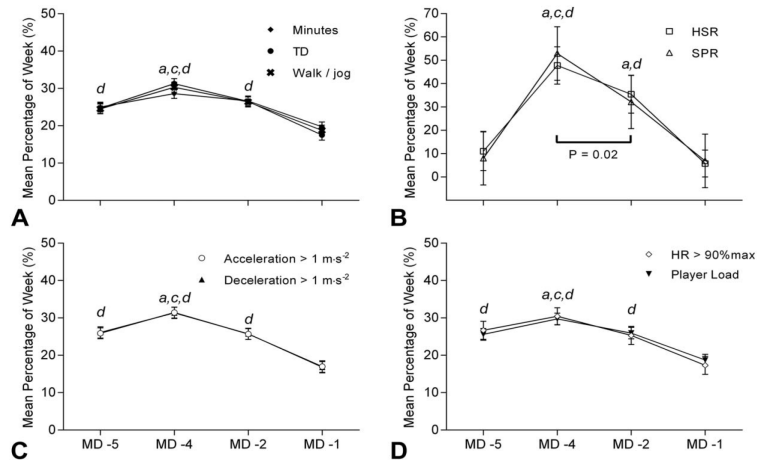 Mean Percentage of Week (%)
50
40
30
20
10
0
Minutes
TD
Walk / jog
d
a,c,d
d
A
Mean Percentage of Week (%)
70
60
50
40
30
20
10
0
HSR
SPR
a,c,d
a,d
P = 0.02
B
Mean Percentage of Week (%)
50
40
30
20
10
0
Acceleration > 1 m·s-2
Deceleration > 1 m·s-2
d
a,c,d
d
MD -5 MD -4 MD -2 MD -1
C
Mean Percentage of Week (%)
50
40
30
20
10
0
HR > 90%max
Player Load
d
a,c,d
d
MD -5 MD -4 MD -2 MD -1
D